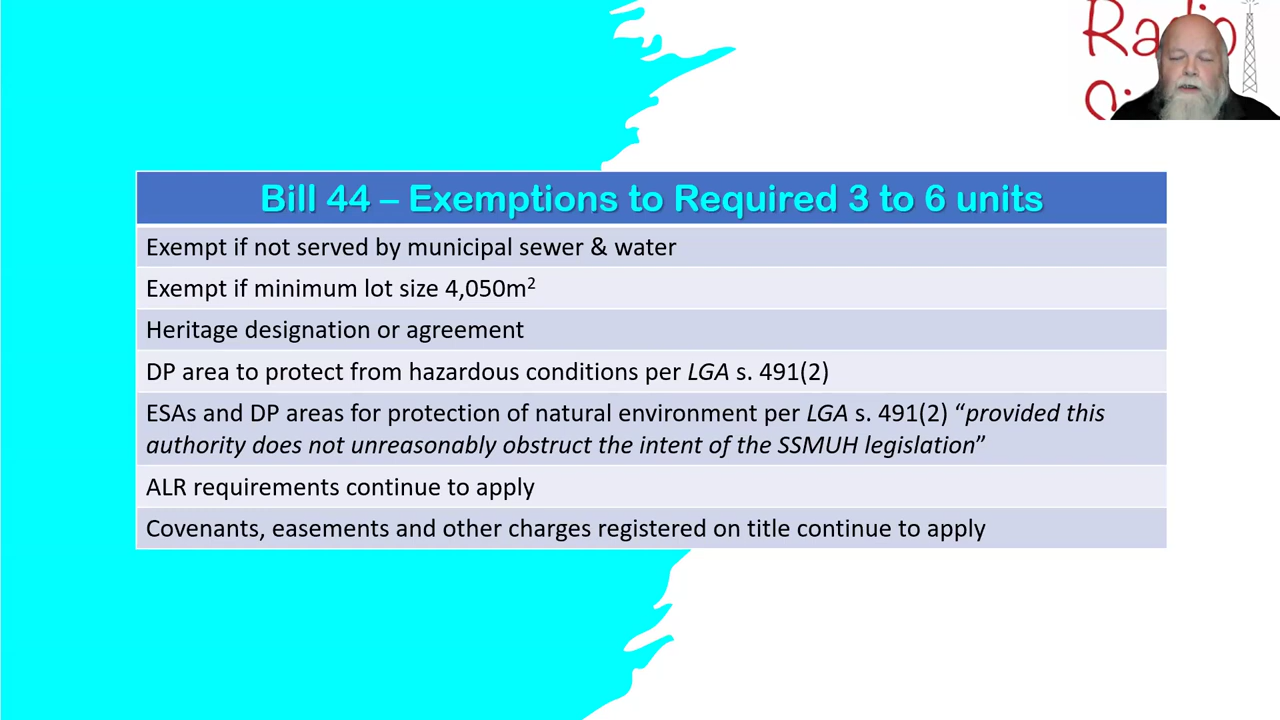 Radio
Bill 44 – Exemptions to Required 3 to 6 units
Exempt if not served by municipal sewer & water
Exempt if minimum lot size 4,050m²
Heritage designation or agreement
DP area to protect from hazardous conditions per LGA s. 491(2)
ESAs and DP areas for protection of natural environment per LGA s. 491(2) “provided this
authority does not unreasonably obstruct the intent of the SSMUH legislation”
ALR requirements continue to apply
Covenants, easements and other charges registered on title continue to apply